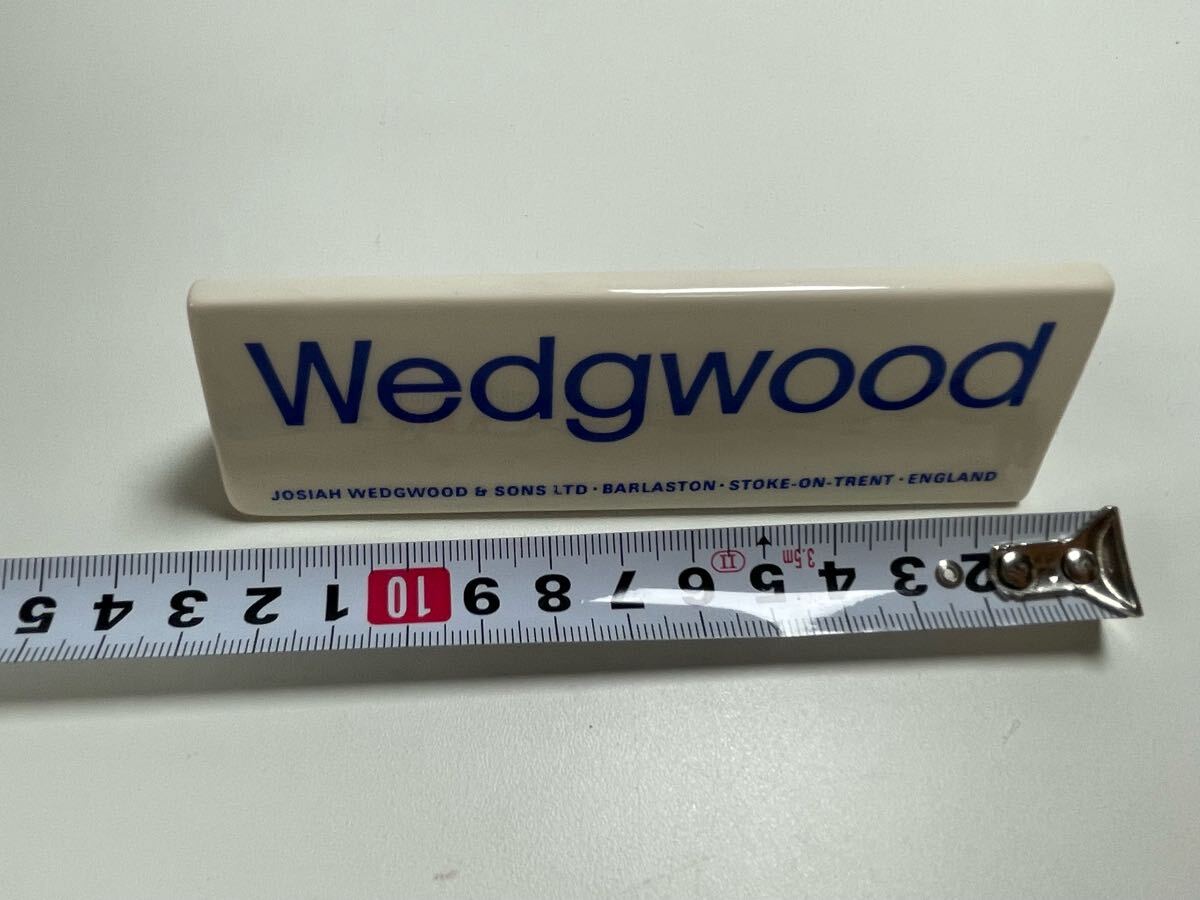 Wedgwood
JOSIAH WEDGWOOD & SONS LTD · BARLASTON · STOKE-ON-TRENT · ENGLAND
2 3 4 3.5m 5 II 6 7 8 9 10 1 2 3 4 5